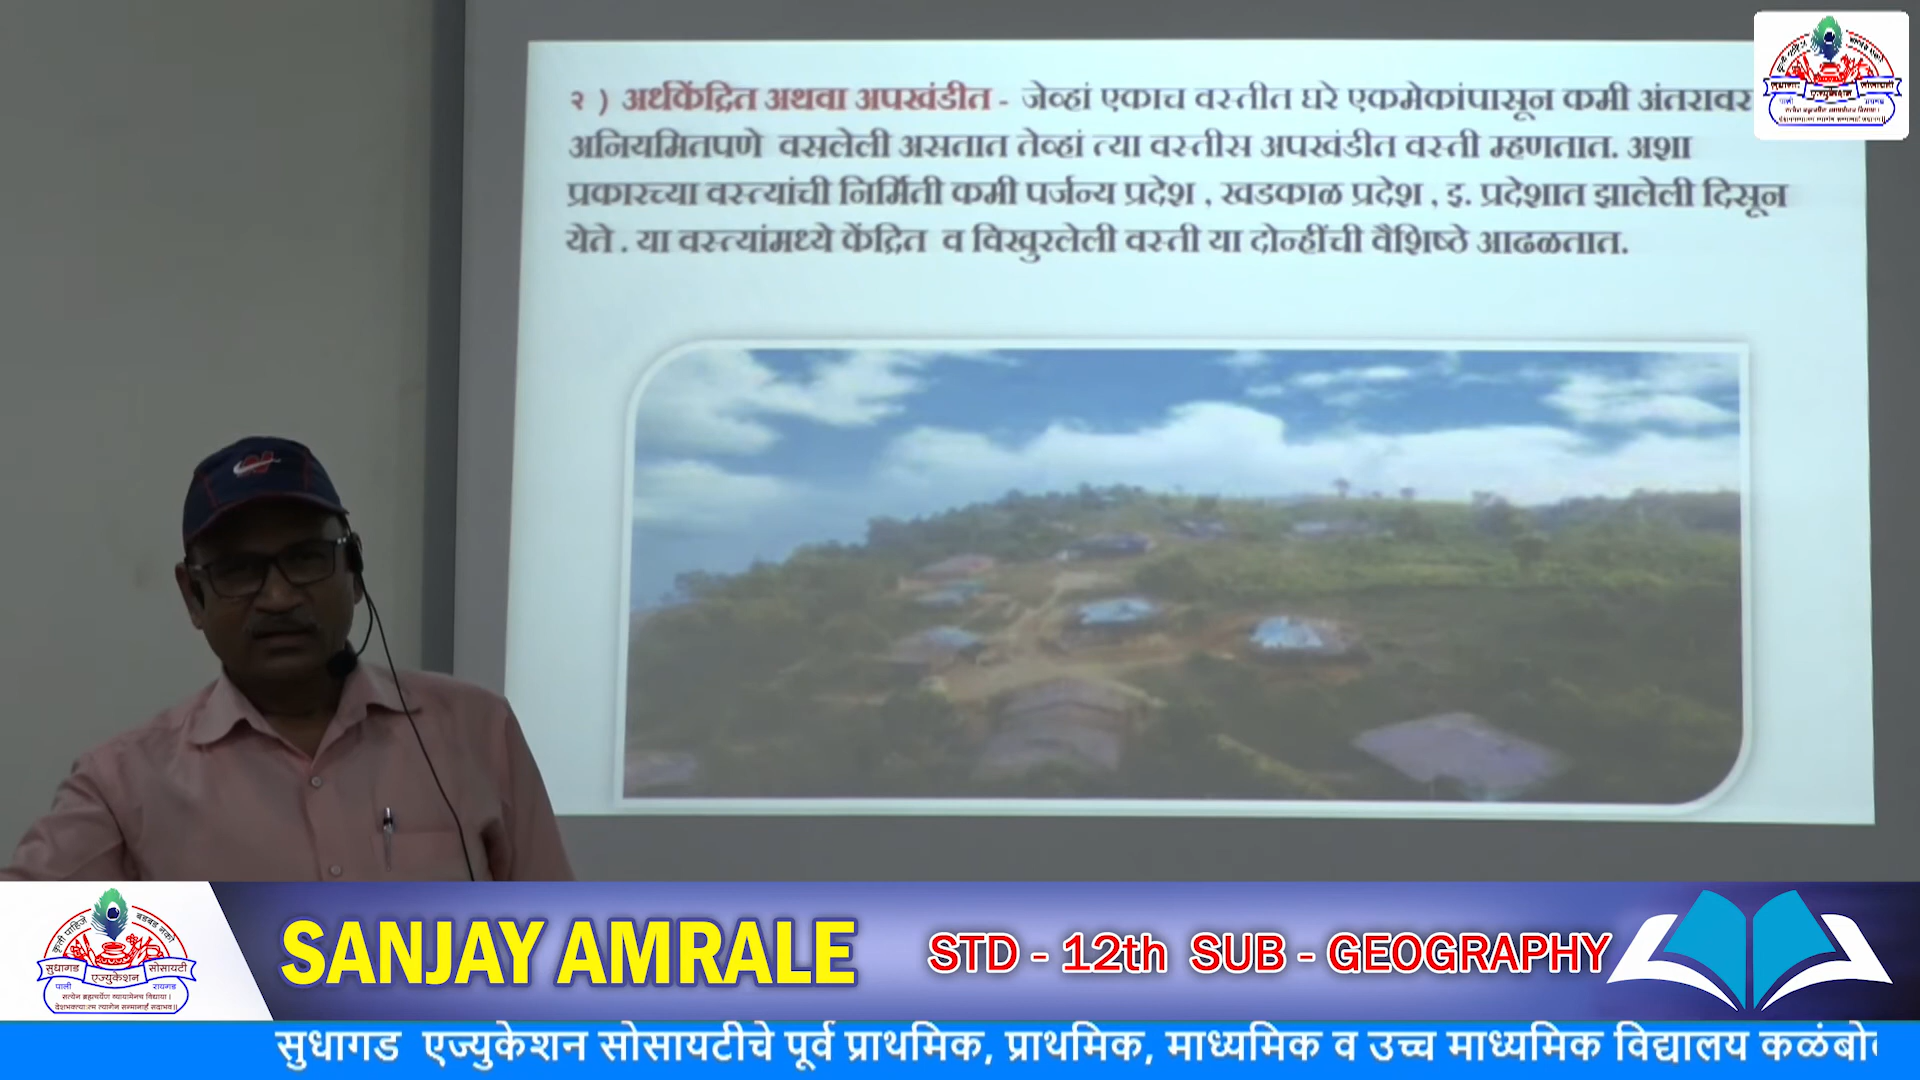 २ ) अर्धकेंद्रित अथवा अपखंडीत - जेव्हां एकाच वस्तीत घरे एकमेकांपासून कमी अंतरावर
अनियमितपणे वसलेली असतात तेव्हां त्या वस्तीस अपखंडीत वस्ती म्हणतात. अशा
प्रकारच्या वस्त्यांची निर्मिती कमी पर्जन्य प्रदेश , खडकाळ प्रदेश , इ. प्रदेशात झालेली दिसून
येते . या वस्त्यांमध्ये केंद्रित व विखुरलेली वस्ती या दोन्हींची वैशिष्ठे आढळतात.
कृती पाहिजे बडबड नको
सुधागड एज्युकेशन सोसायटी
पाली रायगड
SANJAY AMRALE
STD - 12th SUB - GEOGRAPHY
सुधागड एज्युकेशन सोसायटीचे पूर्व प्राथमिक, प्राथमिक, माध्यमिक व उच्च माध्यमिक विद्यालय